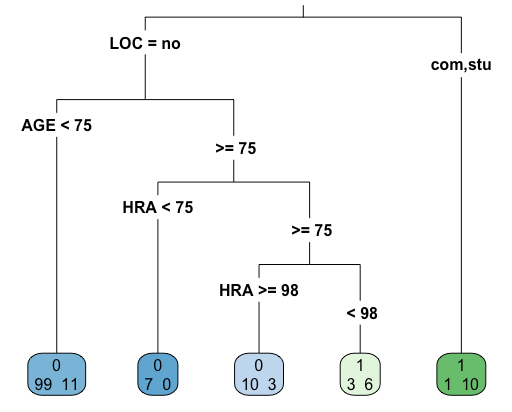 LOC = no
com,stu
AGE < 75
>= 75
HRA < 75
>= 75
HRA >= 98
< 98
0
99 11
0
7 0
0
10 3
1
3 6
1
1 10